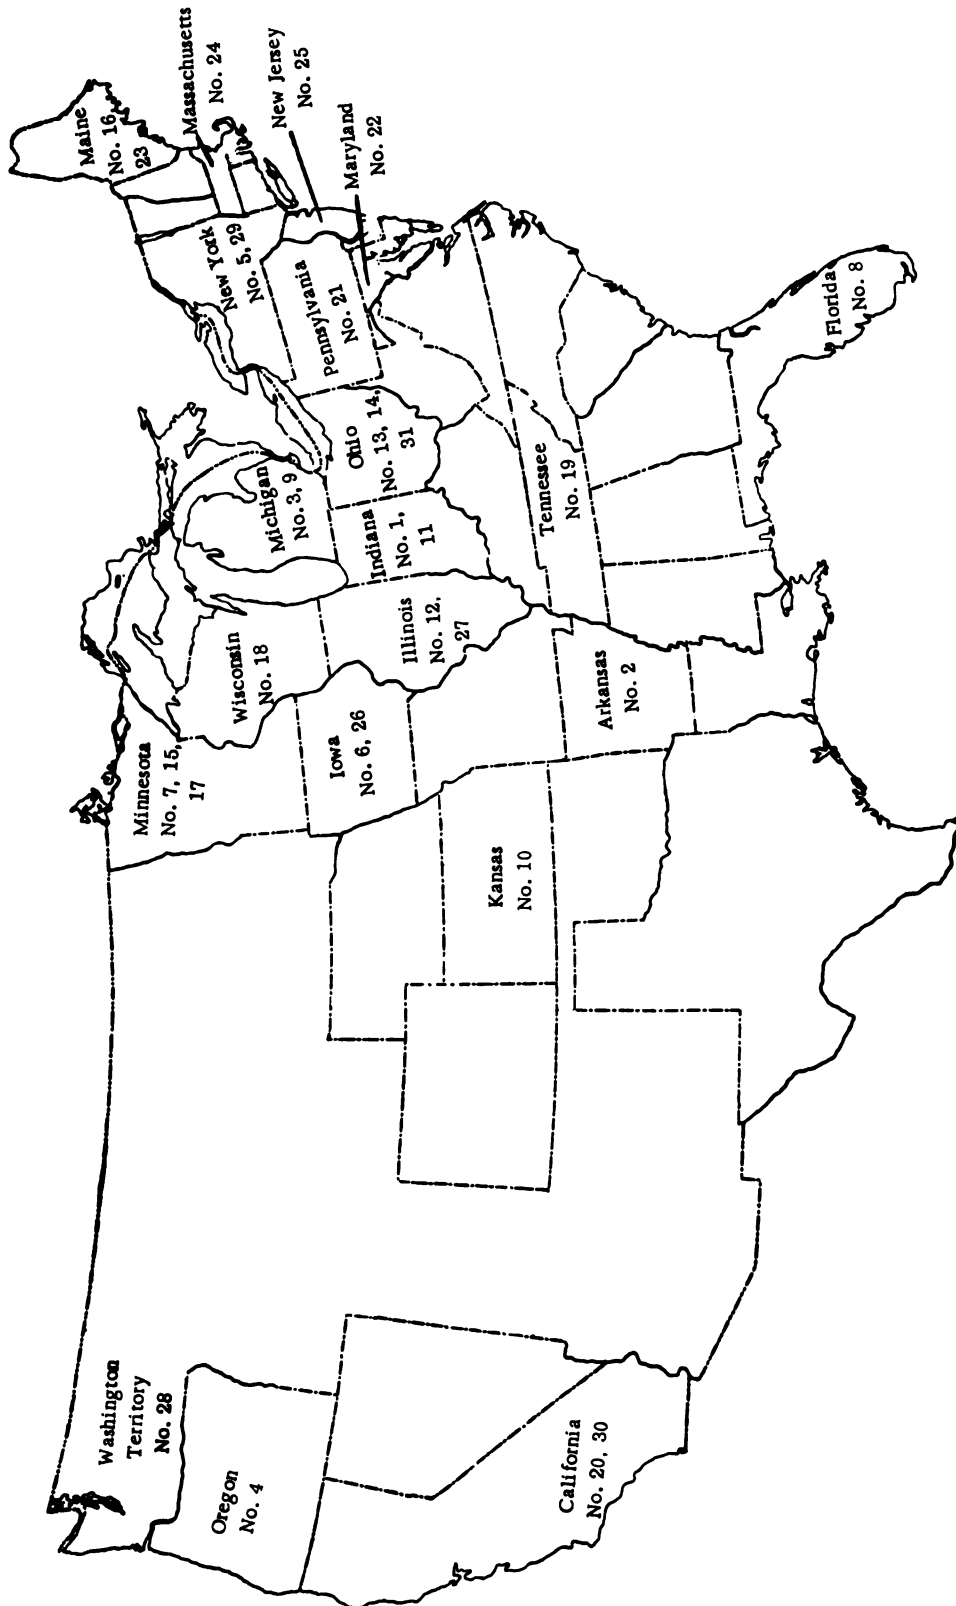 Washington
Territory
No. 28
Oregon
No. 4
California
No. 20, 30
Minnesota
No. 7, 15,
17
Wisconsin
No. 18
Iowa
No. 6, 26
Kansas
No. 10
Arkansas
No. 2
Illinois
No. 12,
27
Michigan
No. 3, 9
Indiana
No. 1,
11
Ohio
No. 13, 14,
31
Tennessee
No. 19
Pennsylvania
No. 21
New York
No. 5, 29
Maine
No. 16,
23
Massachusetts
No. 24
New Jersey
No. 25
Maryland
No. 22
Florida
No. 8